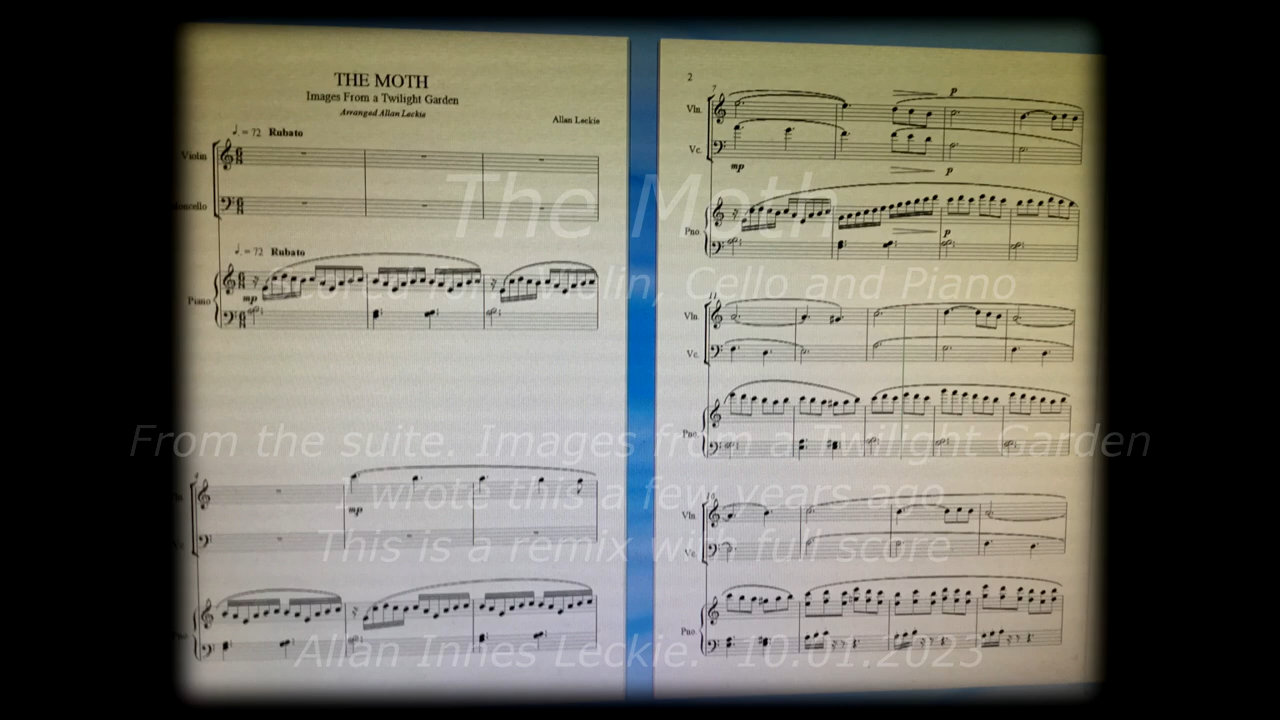 THE MOTH
Images From a Twilight Garden
Arranged Allan Leckie
Allan Leckie
♩. = 72 Rubato
Violin
♩. = 72 Rubato
Piano
mp
mp
2
7
Vln.
Vc.
mp
p
p
Pno.
p
Vln.
Vc.
Pno.
Vln.
Vc.
Pno.
The Moth
Scored for Violin, Cello and Piano
From the suite. Images from a Twilight Garden
I wrote this a few years ago
This is a remix with full score
Allan Innes Leckie. 10.01.2023